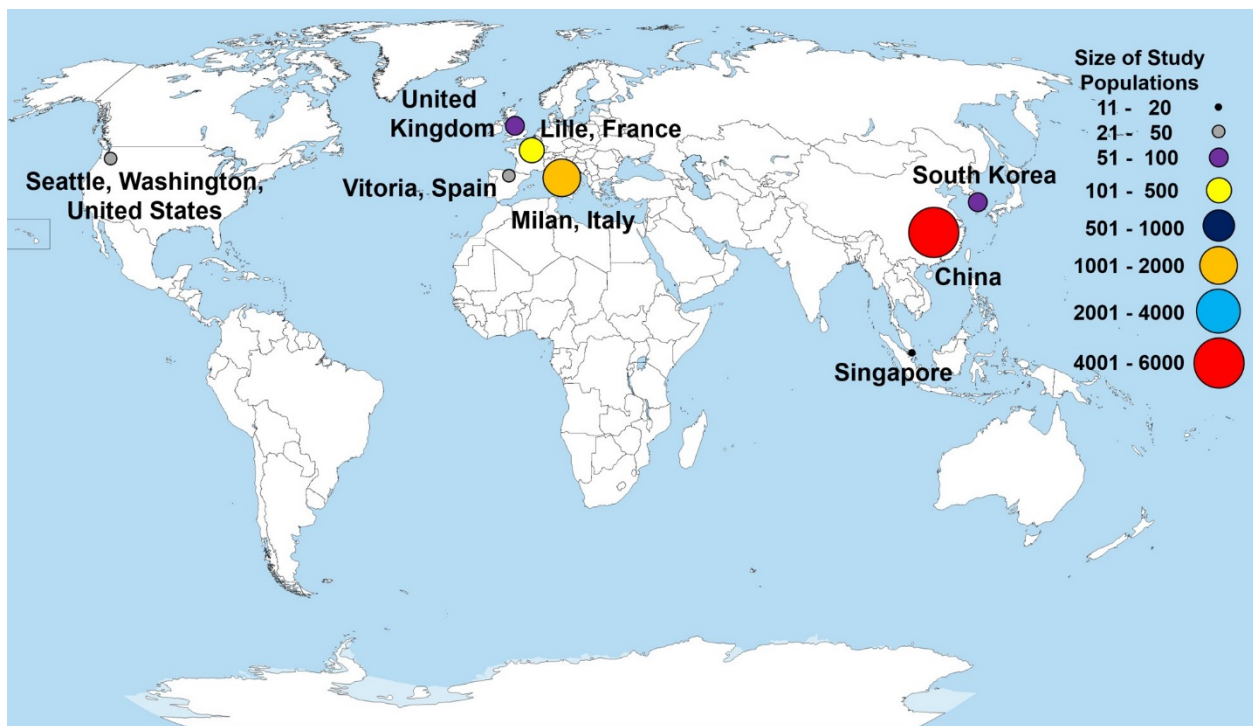 United
Kingdom
Lille, France
Seattle, Washington,
United States
Vitoria, Spain
Milan, Italy
South Korea
China
Singapore
Size of Study
Populations
11 - 20
21 - 50
51 - 100
101 - 500
501 - 1000
1001 - 2000
2001 - 4000
4001 - 6000